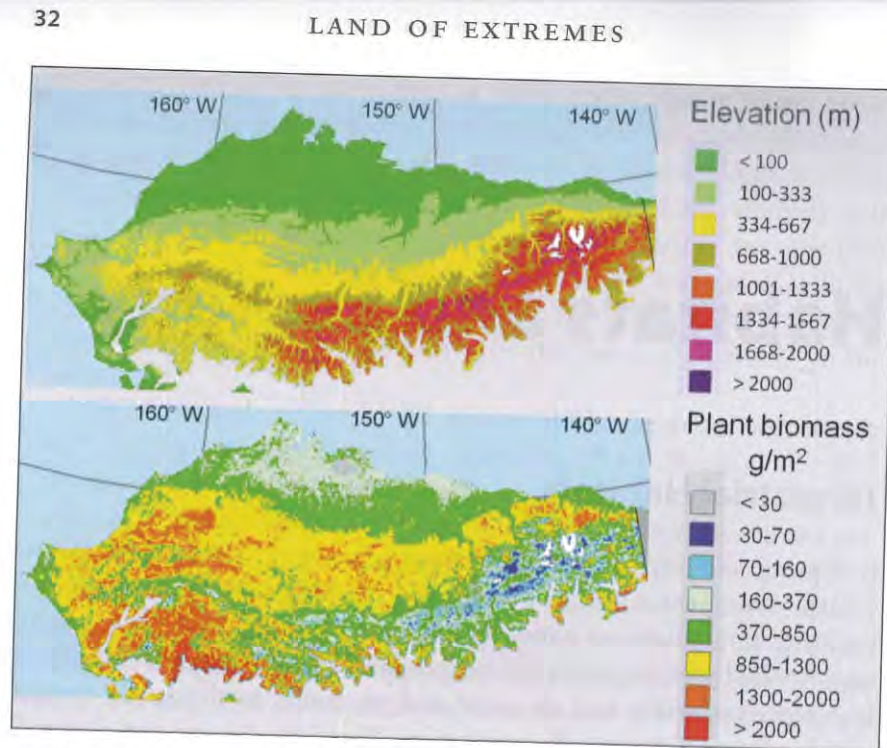 32
LAND OF EXTREMES
160° W
150° W
140° W
Elevation (m)
< 100
100-333
334-667
668-1000
1001-1333
1334-1667
1668-2000
> 2000
160° W
150° W
140° W
Plant biomass
g/m²
< 30
30-70
70-160
160-370
370-850
850-1300
1300-2000
> 2000